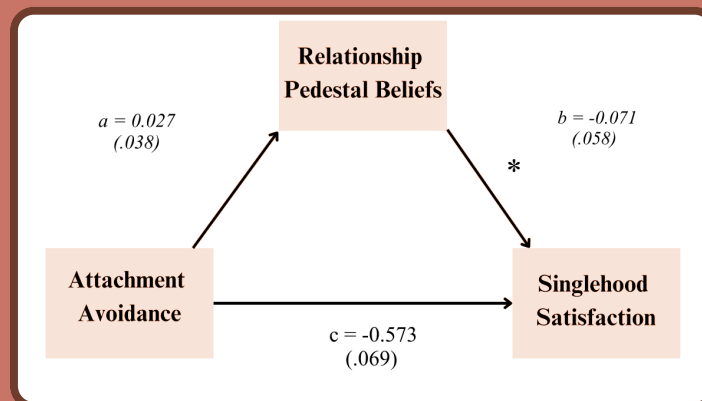 Relationship
Pedestal Beliefs
a = 0.027
(.038)
b = -0.071
(.058)
*
Attachment
Avoidance
Singlehood
Satisfaction
c = -0.573
(.069)